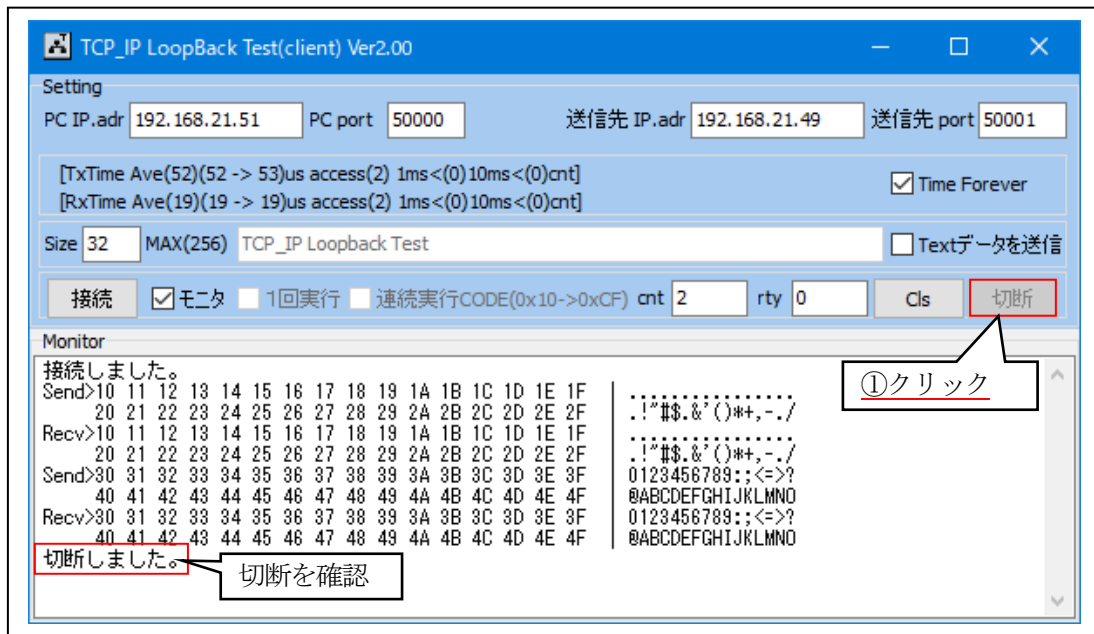 TCP_IP LoopBack Test(client) Ver2.00
Setting
PC IP.adr 192.168.21.51 PC port 50000 送信先 IP.adr 192.168.21.49 送信先 port 50001
[TxTime Ave(52)(52 -> 53)us access(2) 1ms<(0)10ms<(0)cnt]
[RxTime Ave(19)(19 -> 19)us access(2) 1ms<(0)10ms<(0)cnt]
Time Forever
Size 32 MAX(256) TCP_IP Loopback Test Textデータを送信
接続 モニタ 1回実行 連続実行CODE(0x10->0xCF) cnt 2 rty 0 Cls 切断
Monitor
①クリック
接続しました。
Send>10 11 12 13 14 15 16 17 18 19 1A 1B 1C 1D 1E 1F | ................
20 21 22 23 24 25 26 27 28 29 2A 2B 2C 2D 2E 2F | .!"#$.&'()*+,-./
Recv>10 11 12 13 14 15 16 17 18 19 1A 1B 1C 1D 1E 1F | ................
20 21 22 23 24 25 26 27 28 29 2A 2B 2C 2D 2E 2F | .!"#$.&'()*+,-./
Send>30 31 32 33 34 35 36 37 38 39 3A 3B 3C 3D 3E 3F | 0123456789:;<=>?
40 41 42 43 44 45 46 47 48 49 4A 4B 4C 4D 4E 4F | @ABCDEFGHIJKLMNO
Recv>30 31 32 33 34 35 36 37 38 39 3A 3B 3C 3D 3E 3F | 0123456789:;<=>?
40 41 42 43 44 45 46 47 48 49 4A 4B 4C 4D 4E 4F | @ABCDEFGHIJKLMNO
切断しました。
切断を確認